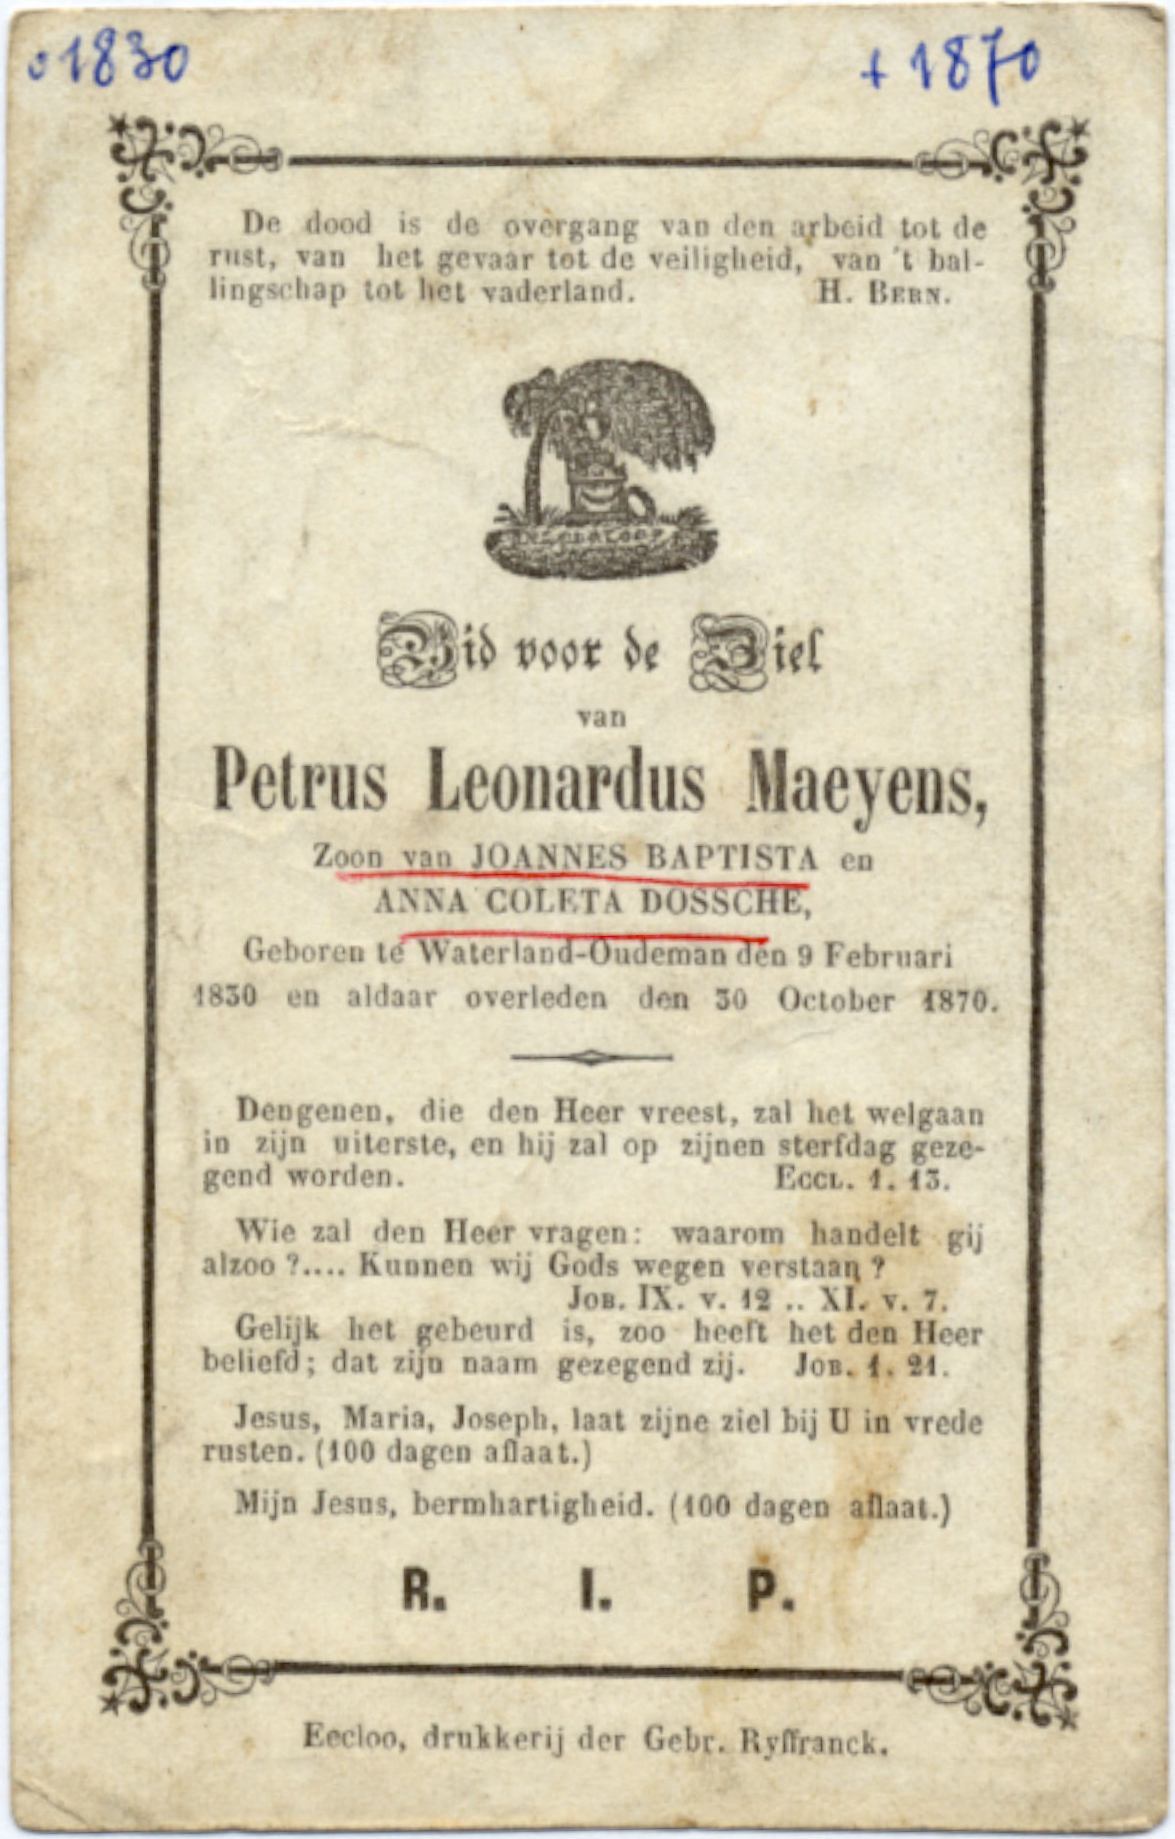 ° 1830 + 1870
De dood is de overgang van den arbeid tot de
rust, van het gevaar tot de veiligheid, van 't bal-
lingschap tot het vaderland. H. BERN.
Bid voor de Ziel
van
Petrus Leonardus Maeyens,
Zoon van JOANNES BAPTISTA en
ANNA COLETA DOSSCHE,
Geboren te Waterland-Oudeman den 9 Februari
1830 en aldaar overleden den 30 October 1870.
Dengenen, die den Heer vreest, zal het welgaan
in zijn uiterste, en hij zal op zijnen sterfdag geze-
gend worden. ECCL. 1. 13.
Wie zal den Heer vragen: waarom handelt gij
alzoo ?.... Kunnen wij Gods wegen verstaan ?
JOB. IX. v. 12 .. XI. v. 7.
Gelijk het gebeurd is, zoo heeft het den Heer
beliefd; dat zijn naam gezegend zij. JOB. 1. 21.
Jesus, Maria, Joseph, laat zijne ziel bij U in vrede
rusten. (100 dagen aflaat.)
Mijn Jesus, bermhartigheid. (100 dagen aflaat.)
R. I. P.
Eecloo, drukkerij der Gebr. Ryffranck.